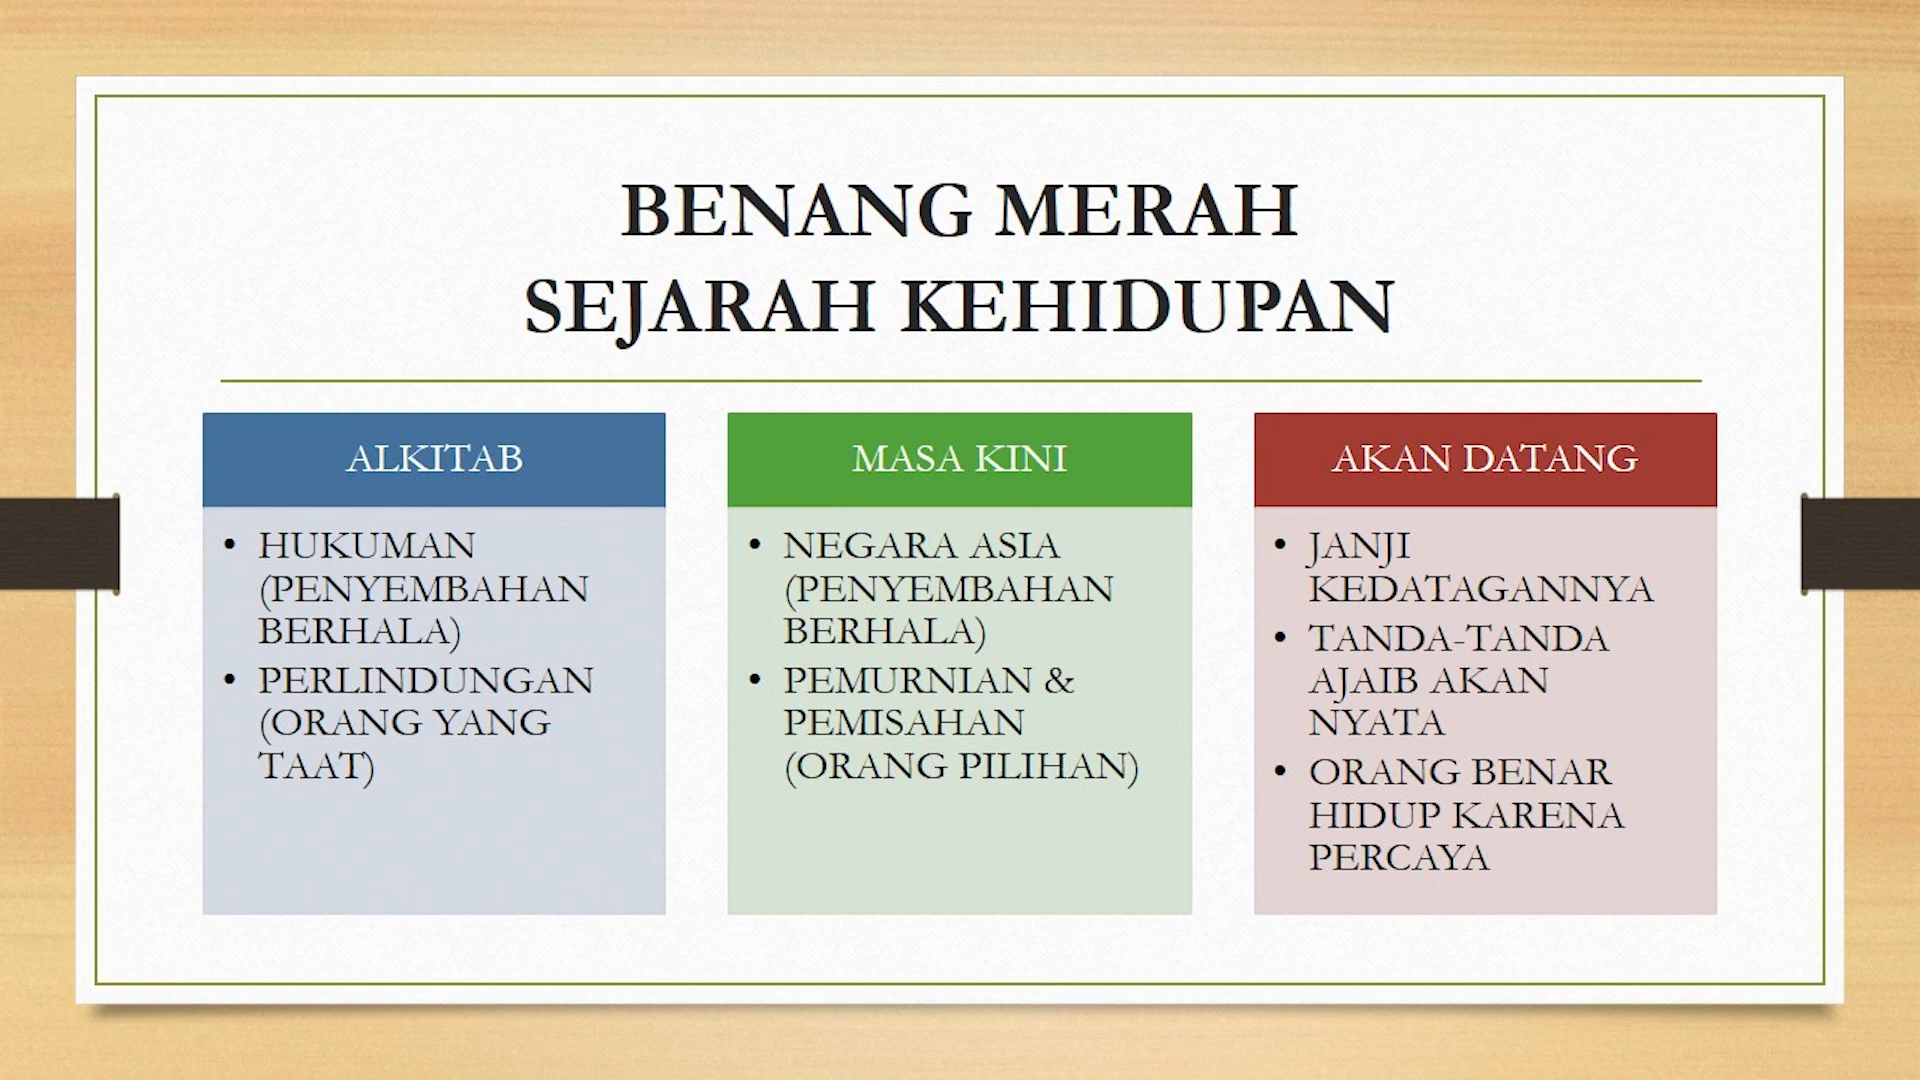 BENANG MERAH
SEJARAH KEHIDUPAN
ALKITAB
• HUKUMAN
(PENYEMBAHAN
BERHALA)
• PERLINDUNGAN
(ORANG YANG
TAAT)
MASA KINI
• NEGARA ASIA
(PENYEMBAHAN
BERHALA)
• PEMURNIAN &
PEMISAHAN
(ORANG PILIHAN)
AKAN DATANG
• JANJI
KEDATAGANNYA
• TANDA-TANDA
AJAIB AKAN
NYATA
• ORANG BENAR
HIDUP KARENA
PERCAYA